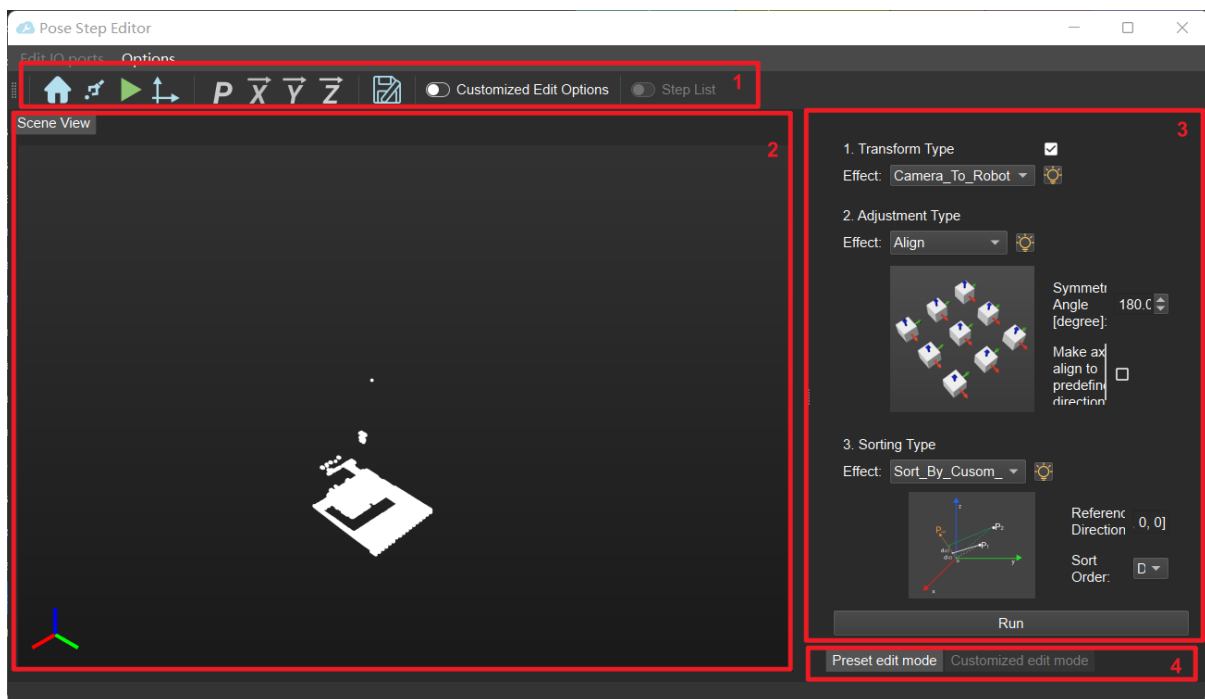 Pose Step Editor
Edit IO ports Options
P X Y Z Customized Edit Options Step List 1
Scene View
2
3
1. Transform Type
Effect: Camera_To_Robot
2. Adjustment Type
Effect: Align
Symmetr
Angle 180.0
[degree]:
Make ax
align to
predefin
direction
3. Sorting Type
Effect: Sort_By_Cusom_
z
P2
P1
y
x
Referenc
Direction 0, 0]
Sort
Order: D
Run
Preset edit mode Customized edit mode 4